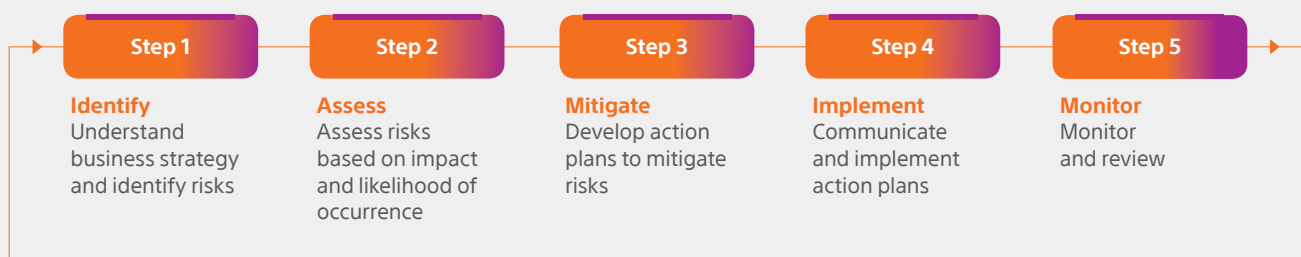 Step 1
Identify
Understand
business strategy
and identify risks
Step 2
Assess
Assess risks
based on impact
and likelihood of
occurrence
Step 3
Mitigate
Develop action
plans to mitigate
risks
Step 4
Implement
Communicate
and implement
action plans
Step 5
Monitor
Monitor
and review